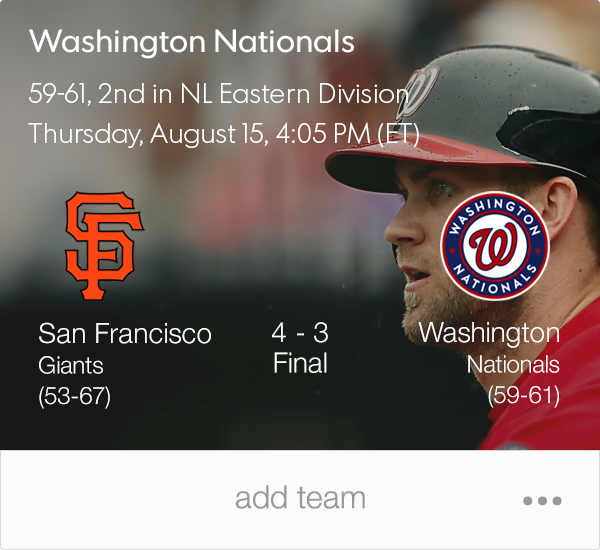 Washington Nationals
59-61, 2nd in NL Eastern Division
Thursday, August 15, 4:05 PM (ET)
SF
WASHINGTON
W
NATIONALS
San Francisco
Giants
(53-67)
4 - 3
Final
Washington
Nationals
(59-61)
add team